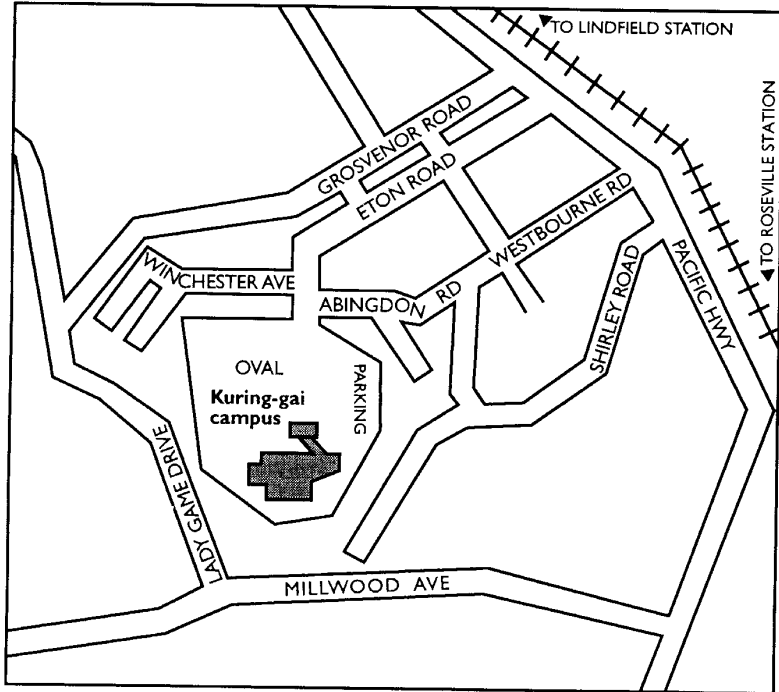 TO LINDFIELD STATION
TO ROSEVILLE STATION
GROSVENOR ROAD
ETON ROAD
WESTBOURNE RD
WINCHESTER AVE
ABINGDON RD
SHIRLEY ROAD
PACIFIC HWY
OVAL
PARKING
Kuring-gai
campus
LADY GAME DRIVE
MILLWOOD AVE